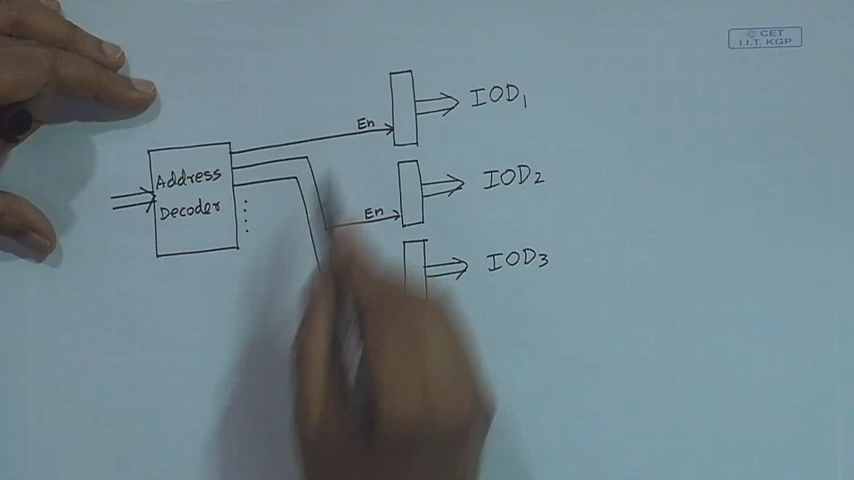 © CET
I.I.T. KGP
En
IOD1
Address
Decoder
En
IOD2
IOD3